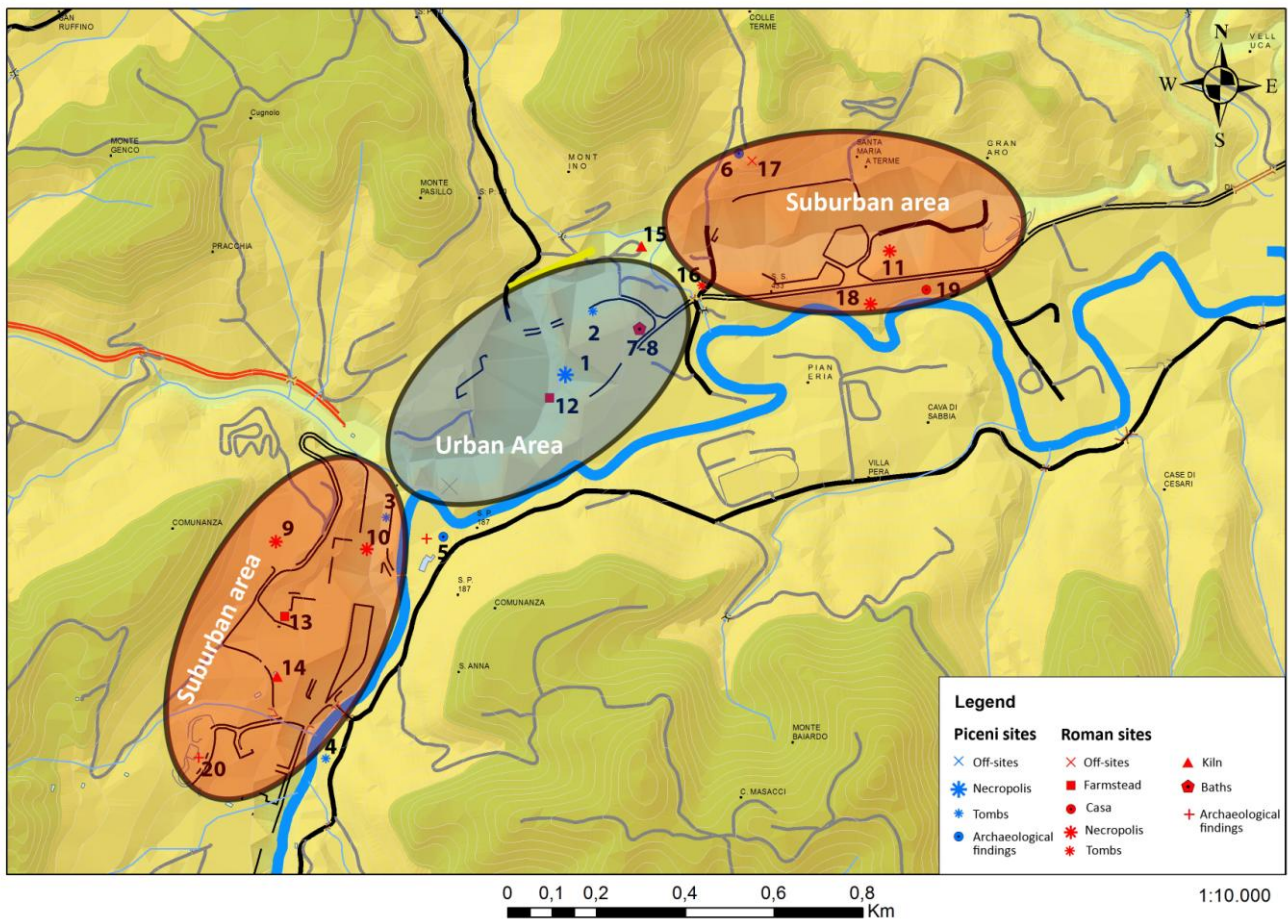 SAN
RUFFINO
COLLE
TERME
VELL
UCA
N
W E
S
Cugnolo
MONTE
GENCO
MONT
INO
SANTA
MARIA
A TERME
GRAN
ARO
MONTE
PASILLO
6 17
Suburban area
PRACCHIA
15
11
16
S. S.
18 19
2
7-8
1
12
PIAN
ERIA
Urban Area
CAVA DI
SABBIA
VILLA
PERA
CASE DI
CESARI
COMUNANZA
3
S. P.
187
9
10
5
S. P.
187
COMUNANZA
13
Suburban area
14
S. ANNA
MONTE
BAIARDO
4
20
C. MASACCI
Legend
Piceni sites
Off-sites
Necropolis
Tombs
Archaeological
findings
Roman sites
Off-sites
Farmstead
Casa
Necropolis
Tombs
Kiln
Baths
Archaeological
findings
0 0,1 0,2 0,4 0,6 0,8
Km
1:10.000